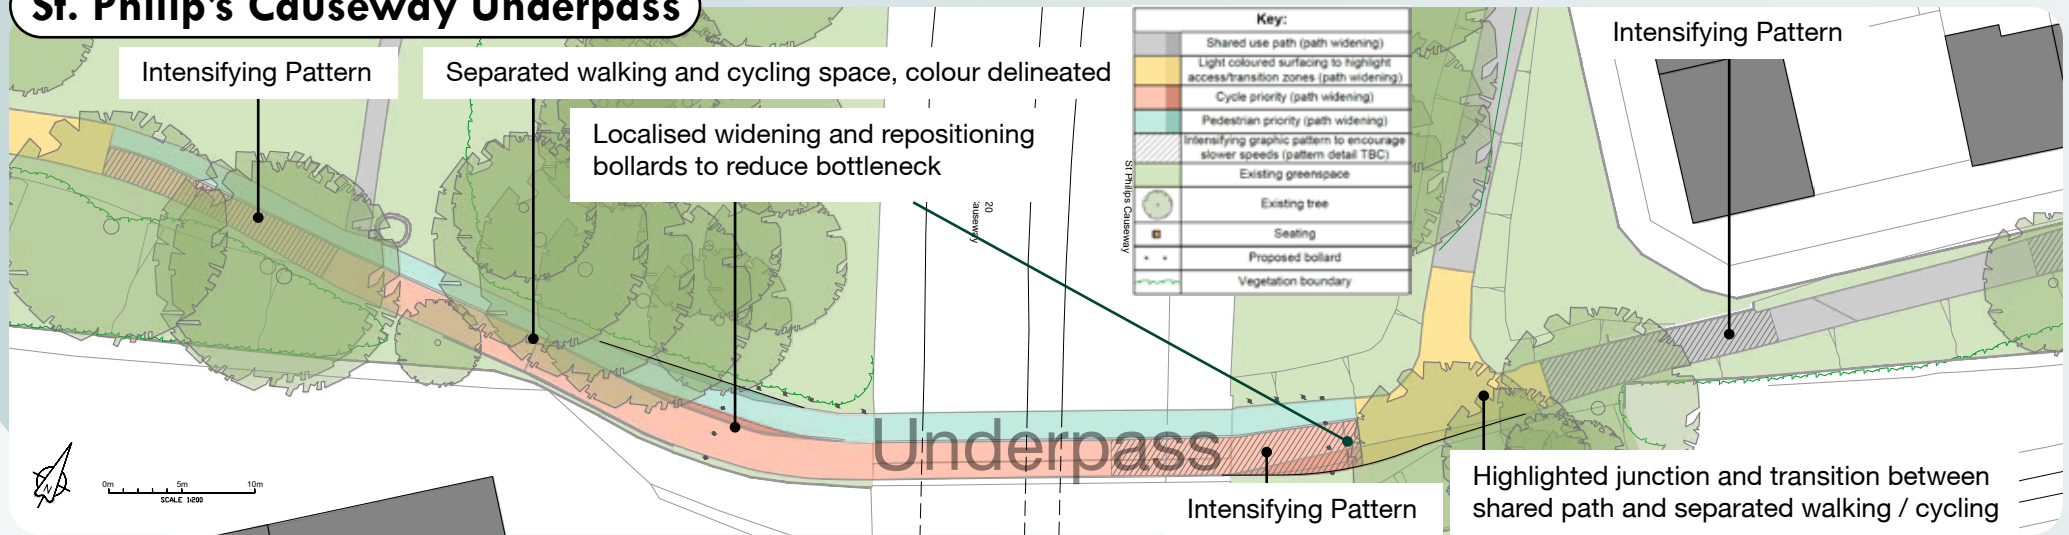 St. Philip's Causeway Underpass
Intensifying Pattern
Separated walking and cycling space, colour delineated
Localised widening and repositioning
bollards to reduce bottleneck
Key:
Shared use path (path widening)
Light coloured surfacing to highlight
access/transition zones (path widening)
Cycle priority (path widening)
Pedestrian priority (path widening)
Intensifying graphic pattern to encourage
slower speeds (pattern detail TBC)
Existing greenspace
Existing tree
Seating
Proposed bollard
Vegetation boundary
Intensifying Pattern
St Philips Causeway
20
auseway
Underpass
N
0m 5m 10m
SCALE 1:200
Intensifying Pattern
Highlighted junction and transition between
shared path and separated walking / cycling